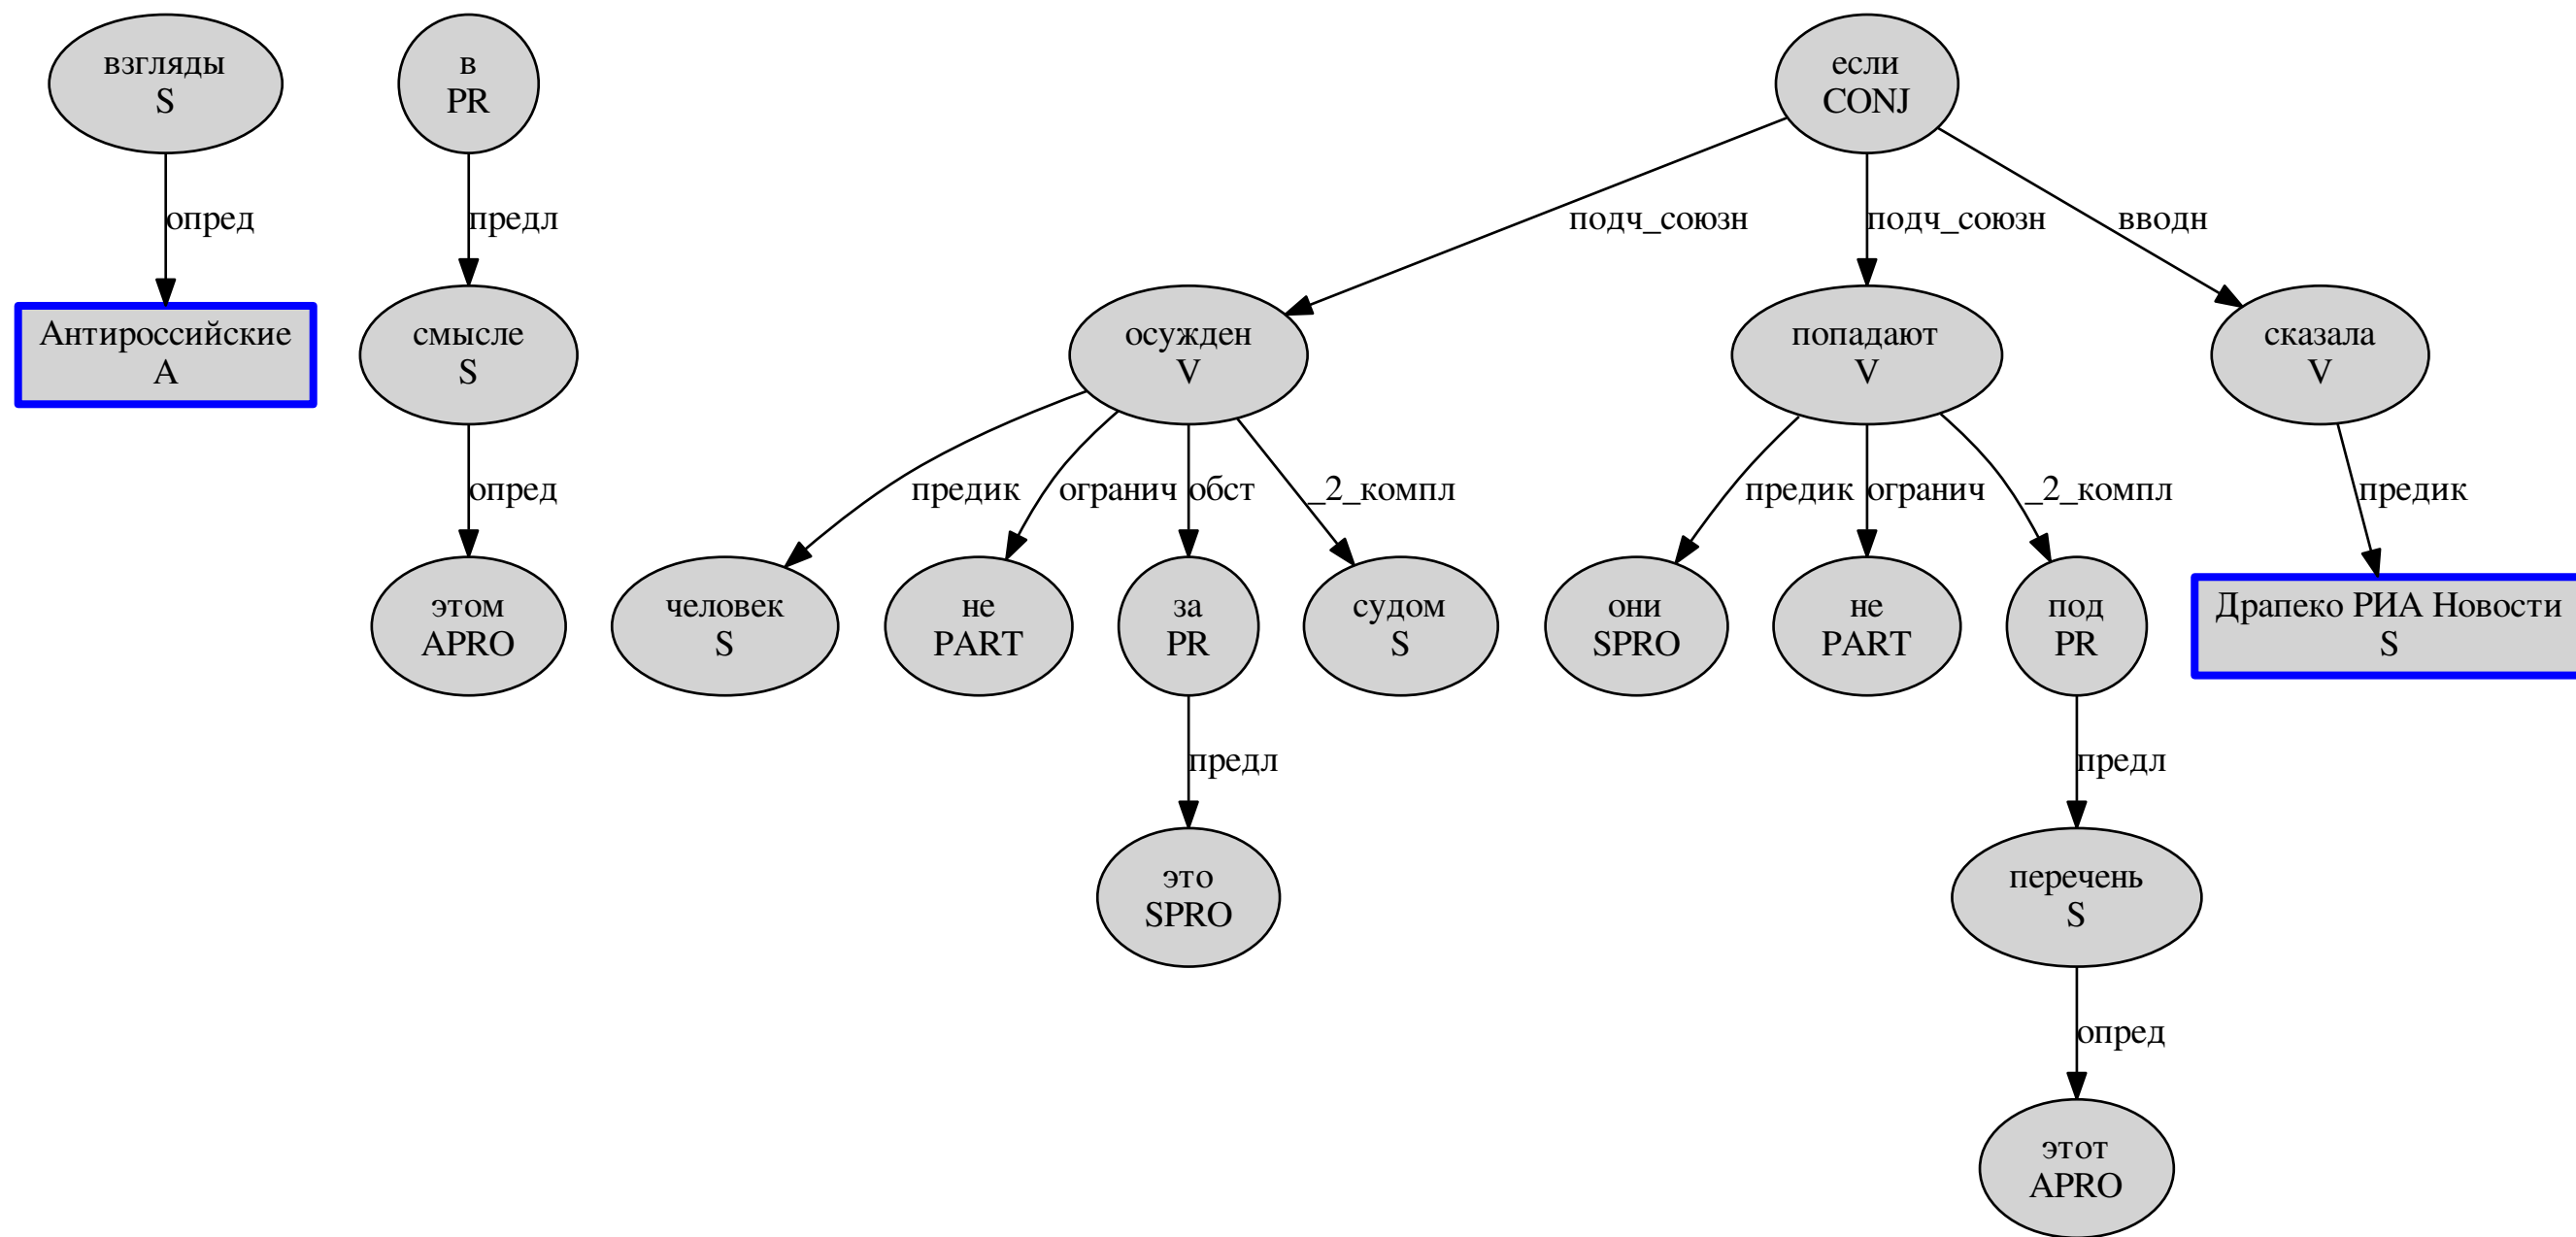 взгляды
S
в
PR
если
CONJ
опред
предл
подч_союзн
подч_союзн
вводн
Антироссийские
A
смысле
S
осужден
V
попадают
V
сказала
V
опред
предик
огранич
обст
_2_компл
предик
огранич
_2_компл
предик
этом
APRO
человек
S
не
PART
за
PR
судом
S
они
SPRO
не
PART
под
PR
Драпеко РИА Новости
S
предл
предл
это
SPRO
перечень
S
опред
этот
APRO